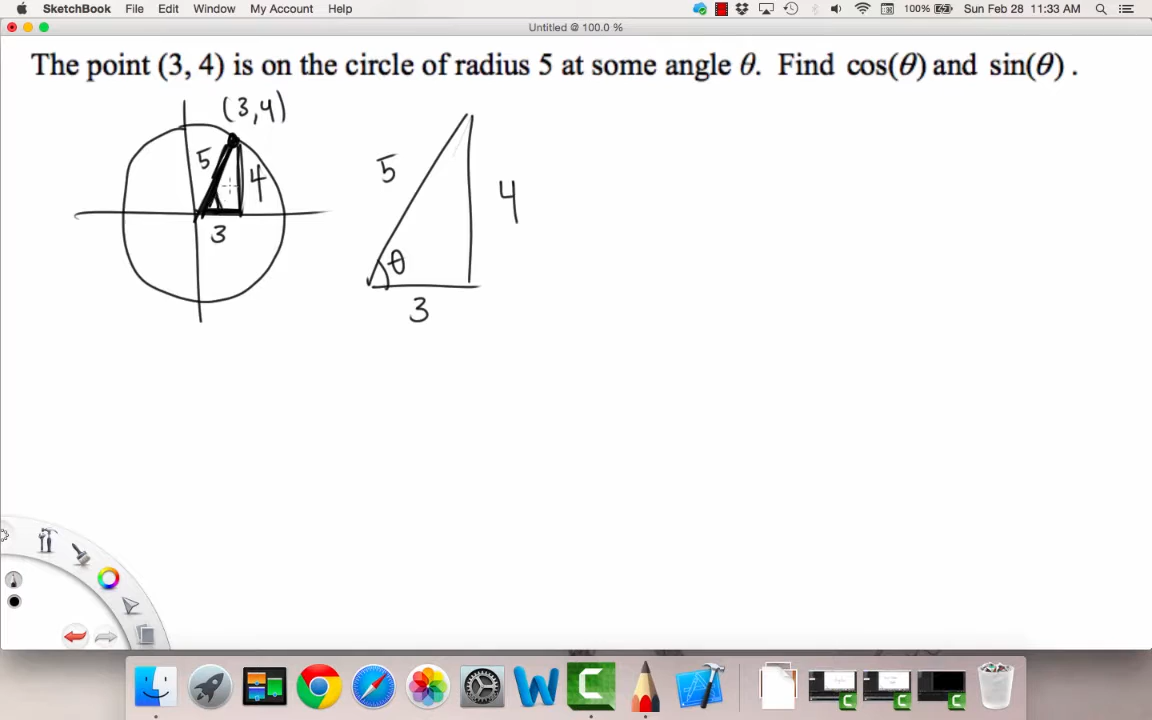 SketchBook File Edit Window My Account Help 100% Sun Feb 28 11:33 AM
Untitled @ 100.0 %
The point (3, 4) is on the circle of radius 5 at some angle θ. Find cos(θ) and sin(θ) .
(3,4)
5
4
3
5
4
θ
3